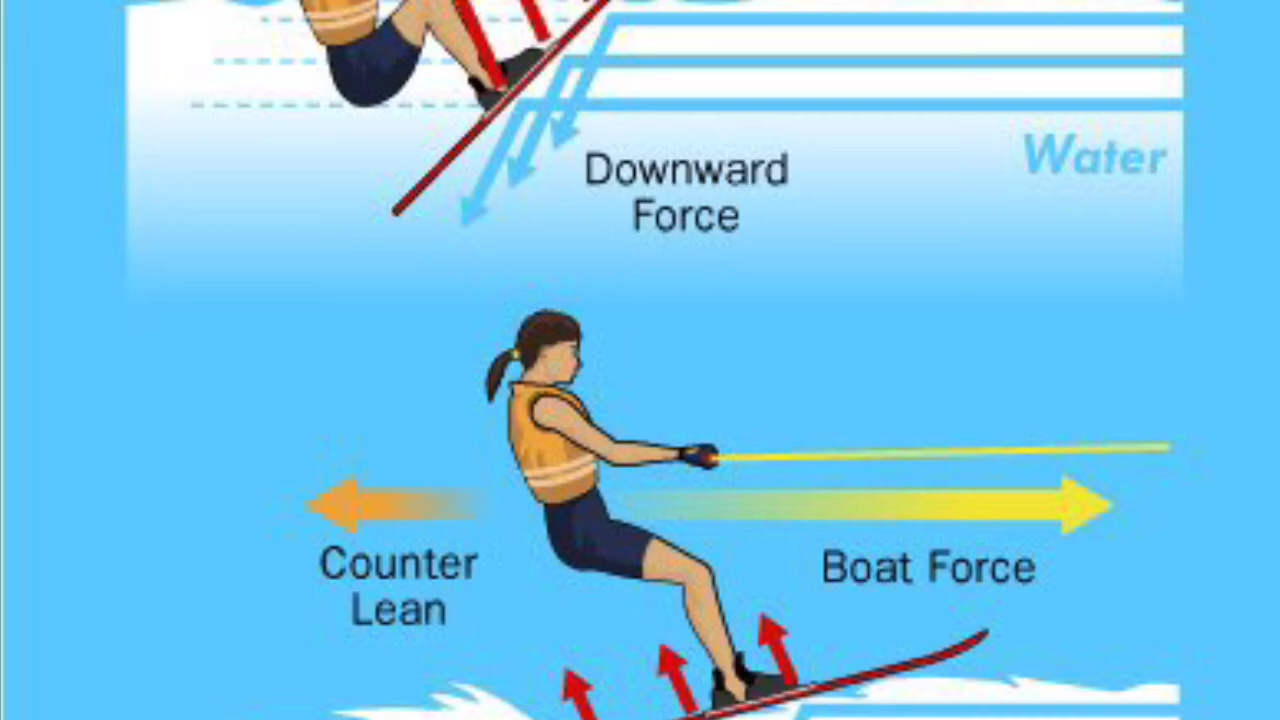 Water
Downward
Force
Counter
Lean
Boat Force